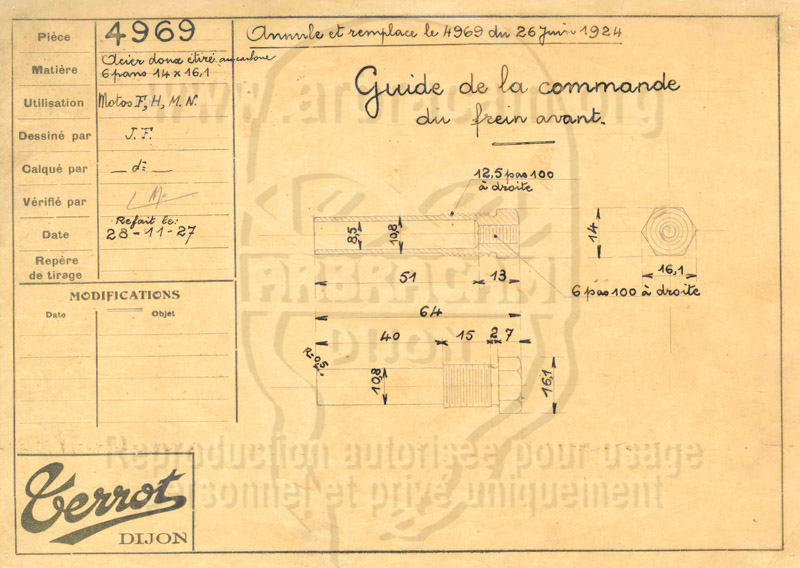 Pièce 4969
Matière Acier doux étiré au carbone
6 pans 14 x 16,1
Utilisation Motos F, H, M. N.
Dessiné par J. F.
Calqué par _ d° _
Vérifié par
Date Refait le:
28-11-27
Repère
de tirage
MODIFICATIONS
Date Objet
Terrot
DIJON
Annule et remplace le 4969 du 26 Juin 1924
Guide de la commande
du frein avant.
12,5 pas 100
à droite
8,5
10,8
14
16,1
51
13
6 pas 100 à droite
64
40
15
2
7
R=0,5
10,8
16,1
www.arbracam.org
ARBRACAM
DIJON
Reproduction autorisée pour usage
personnel et privé uniquement